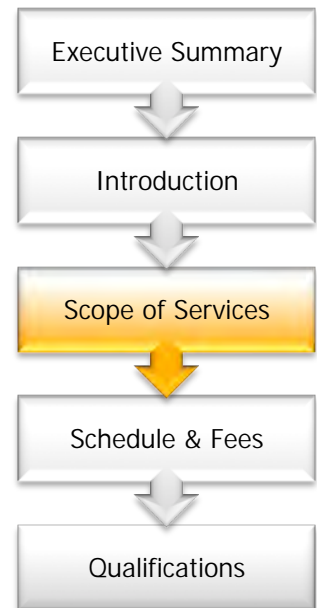 Executive Summary
Introduction
Scope of Services
Schedule & Fees
Qualifications